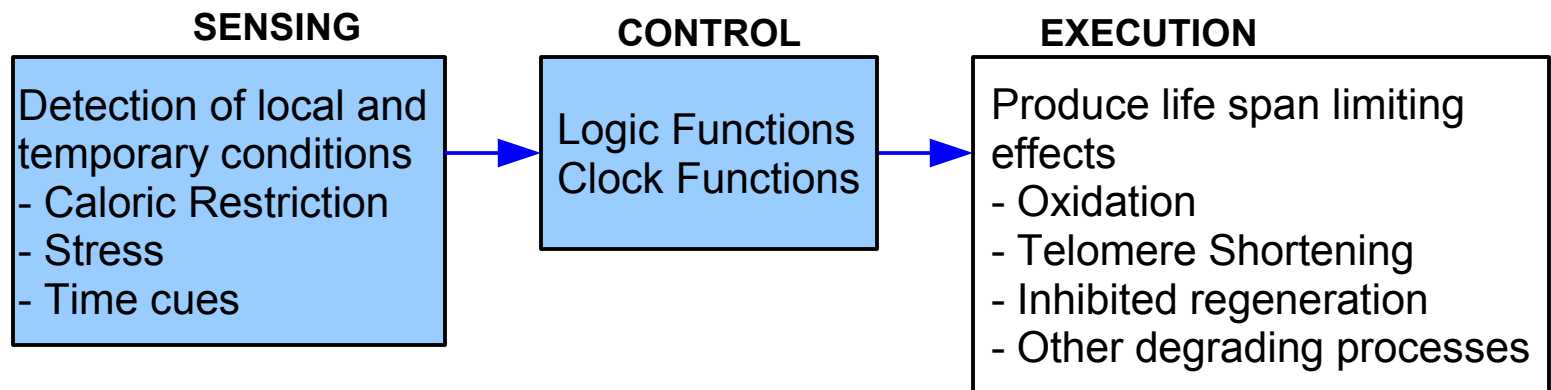 SENSING
Detection of local and
temporary conditions
- Caloric Restriction
- Stress
- Time cues
CONTROL
Logic Functions
Clock Functions
EXECUTION
Produce life span limiting
effects
- Oxidation
- Telomere Shortening
- Inhibited regeneration
- Other degrading processes